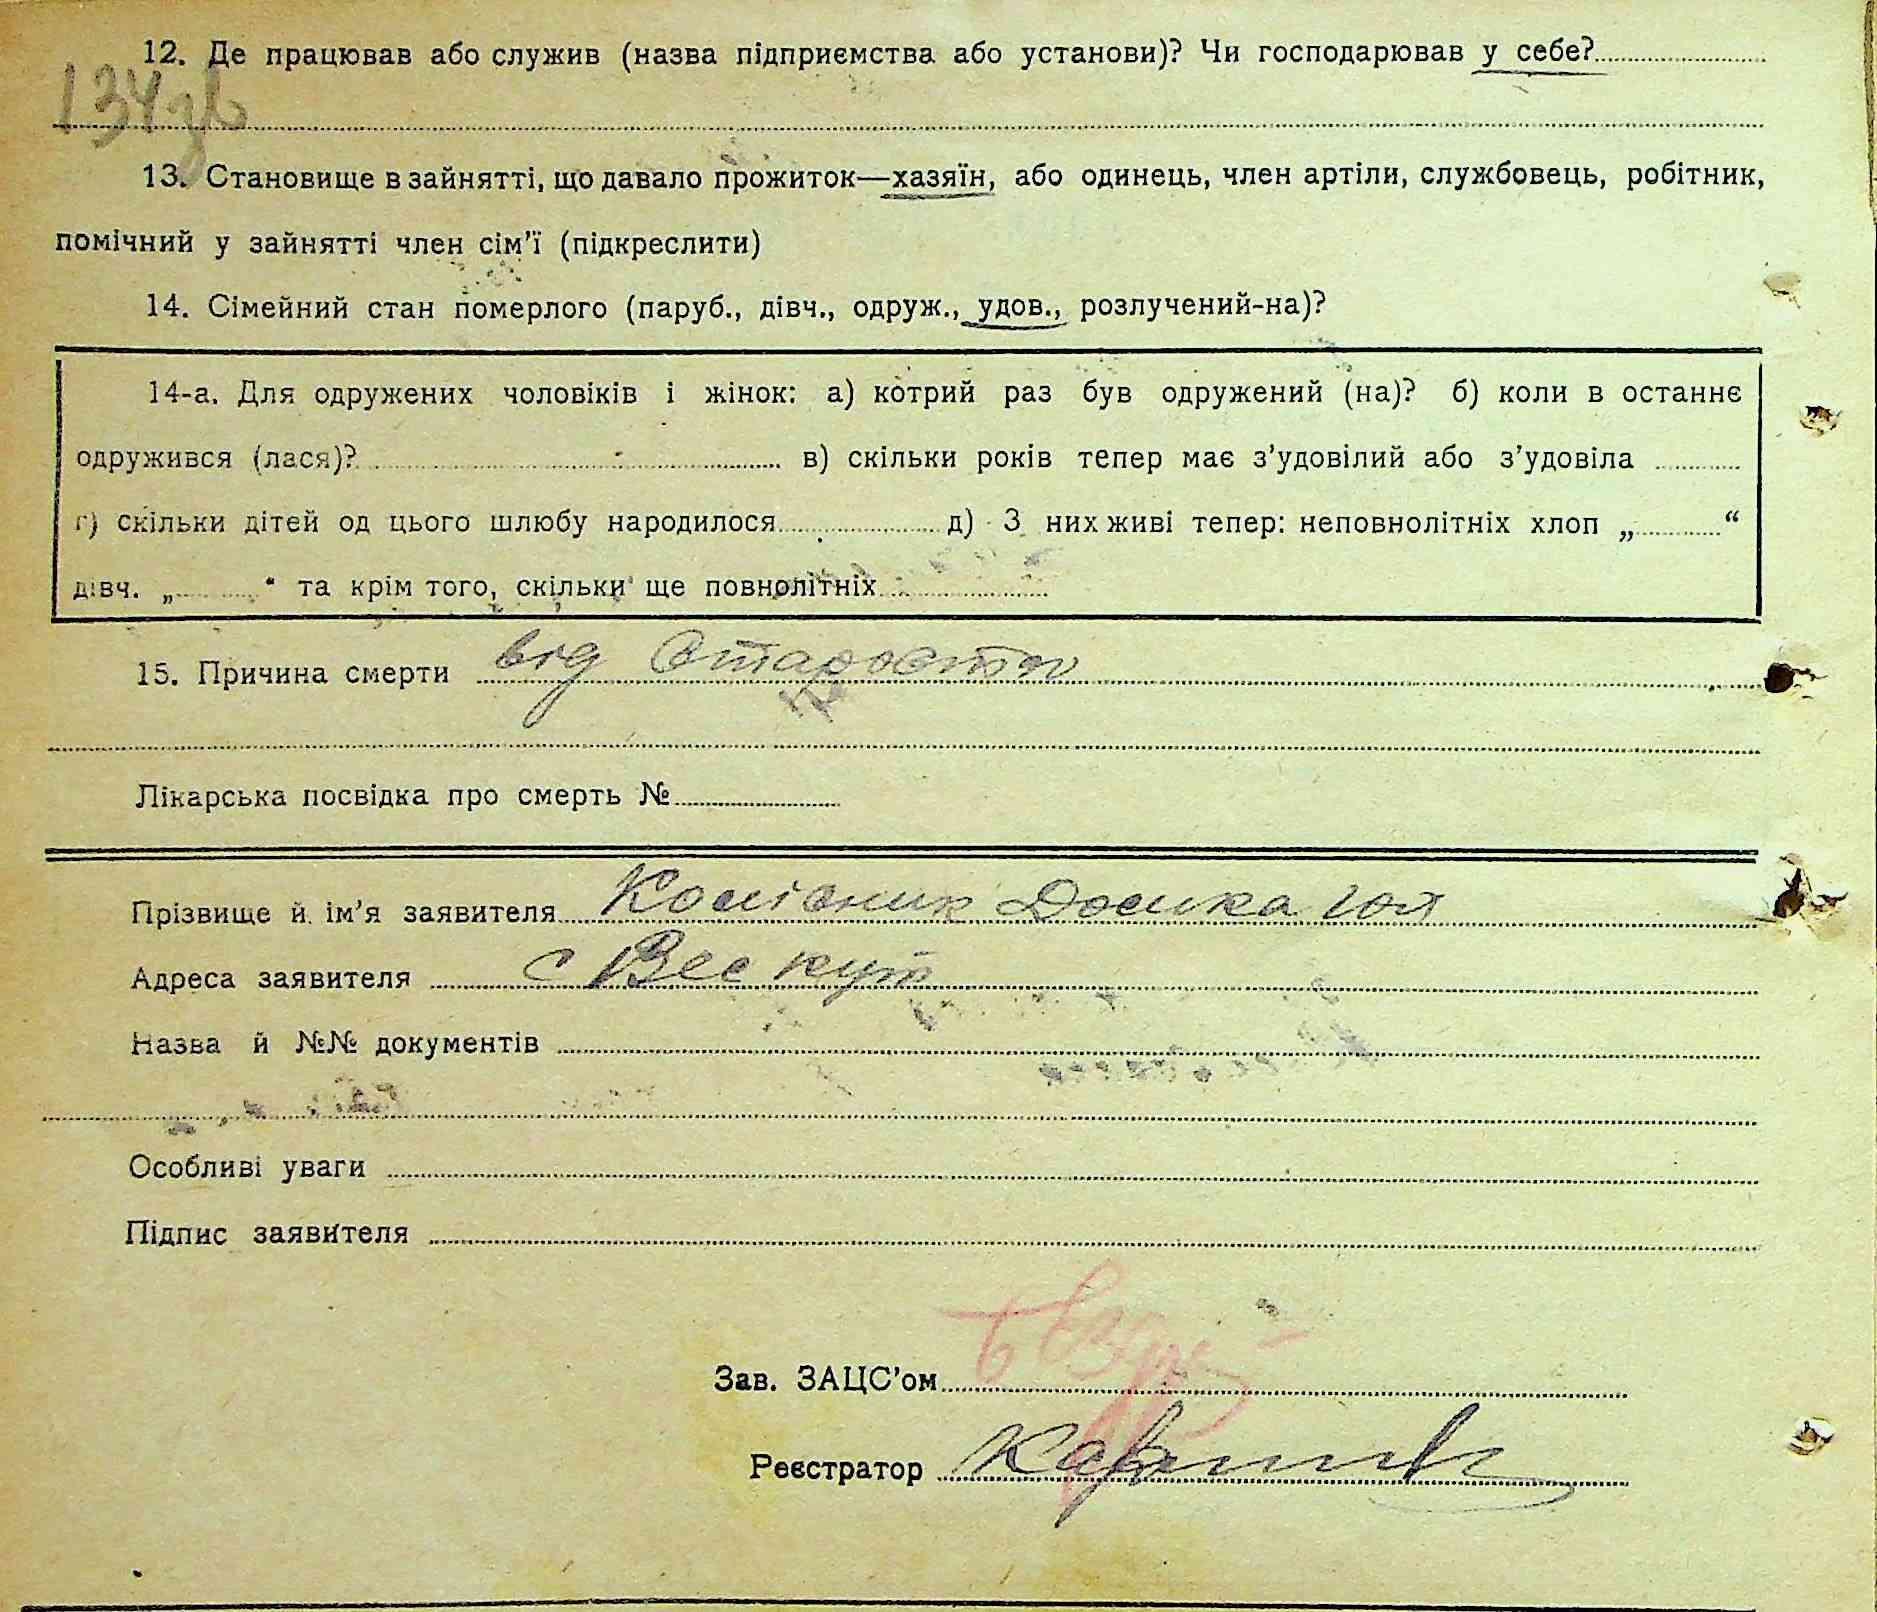 12. Де працював або служив (назва підприємства або установи)? Чи господарював у себе?
134зв
13. Становище в зайнятті, що давало прожиток—хазяїн, або одинець, член артіли, службовець, робітник,
помічний у зайнятті член сім'ї (підкреслити)
14. Сімейний стан померлого (паруб., дівч., одруж., удов., розлучений-на)?
14-а. Для одружених чоловіків і жінок: а) котрий раз був одружений (на)? б) коли в останнє
одружився (лася)? в) скільки років тепер має з'удовілий або з'удовіла
г) скільки дітей од цього шлюбу народилося д) З них живі тепер: неповнолітніх хлоп „ “
дівч. „ “ та крім того, скільки ще повнолітніх
15. Причина смерти від старости
Лікарська посвідка про смерть №
Прізвище й ім'я заявителя
Адреса заявителя с Вес кут
Назва й №№ документів
Особливі уваги
Підпис заявителя
Зав. ЗАЦС'ом
Реєстратор